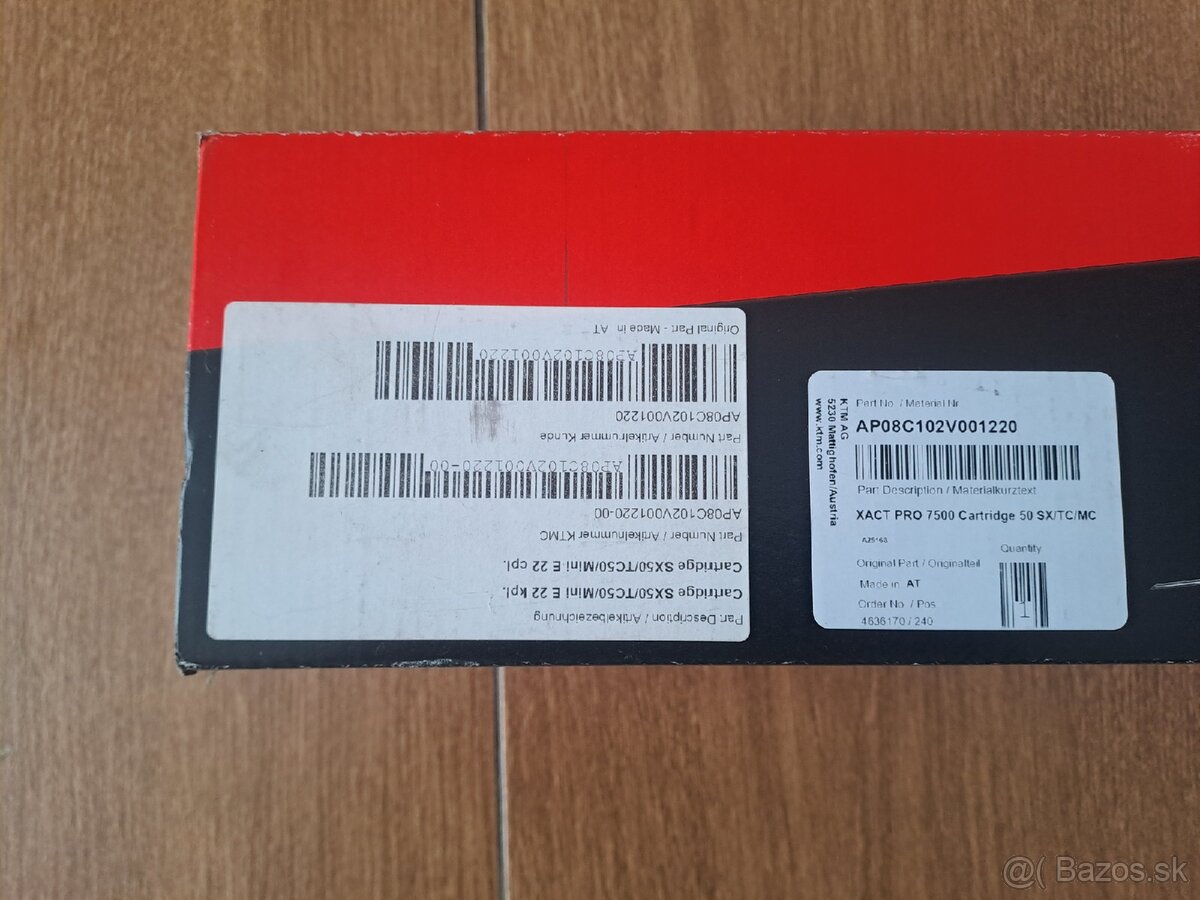 Part Description / Artikelbezeichnung
Cartridge SX50/TC50/Mini E 22 kpl.
Cartridge SX50/TC50/Mini E 22 cpl.
Part Number / Artikelnummer KTMC
AP08C102V001220-00
AP08C102V001220-00
Part Number / Artikelnummer Kunde
AP08C102V001220
AP08C102V001220
Original Part - Made in AT
KTM AG
5230 Mattighofen/Austria
www.ktm.com
Part No. / Material Nr.
AP08C102V001220
Part Description / Materialkurztext
XACT PRO 7500 Cartridge 50 SX/TC/MC
Quantity
Original Part / Originalteil
Made in AT
1
Order No. / Pos
4636170 / 240
@( Bazos.sk